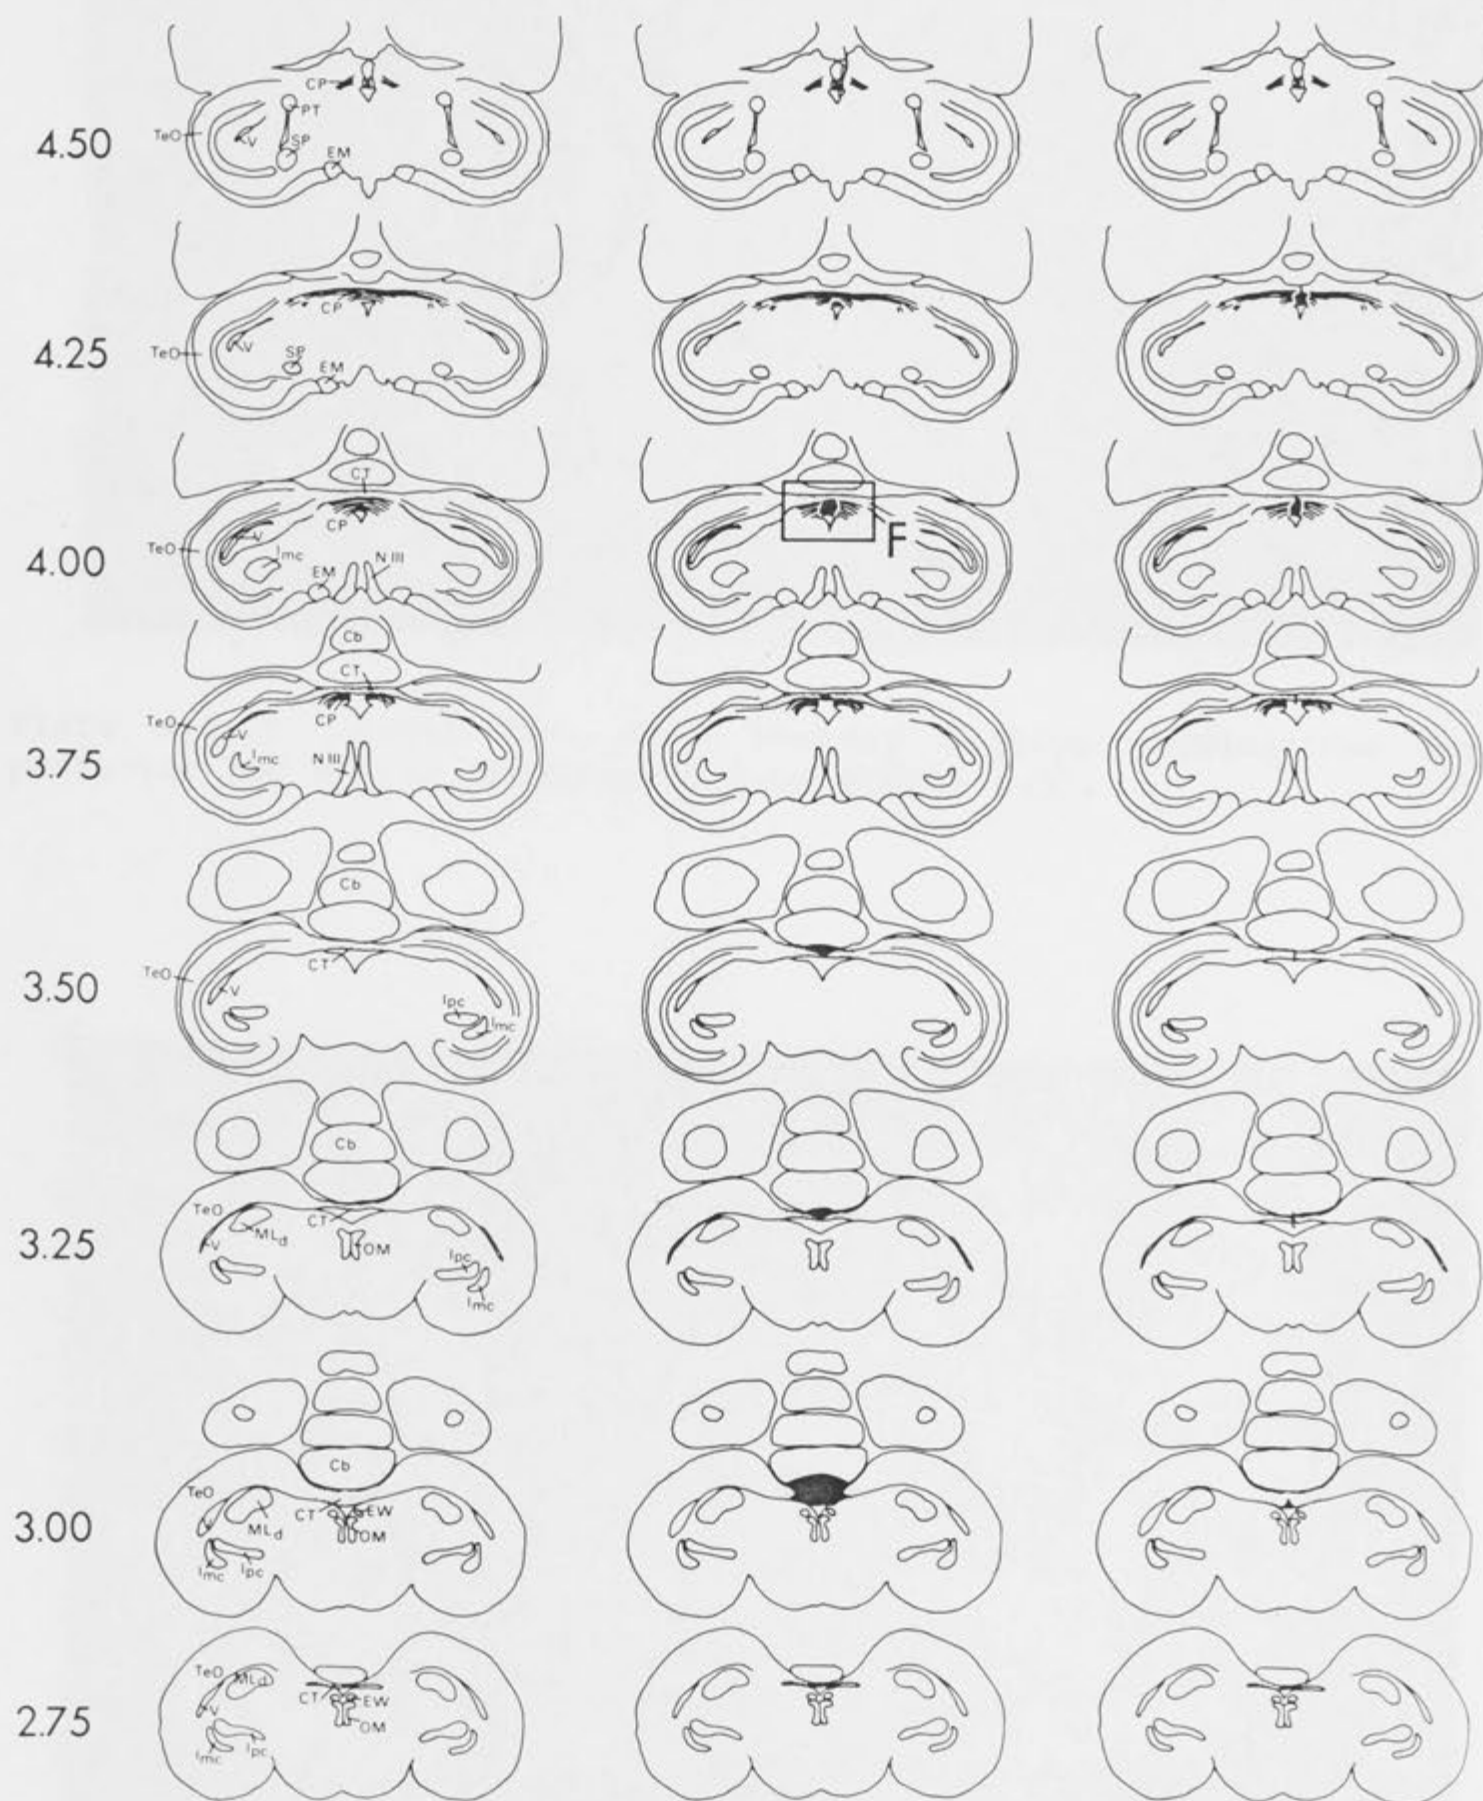 4.50
CP
PT
TeO
V
SP
EM
4.25
CP
TeO
V
SP
EM
4.00
CT
CP
TeO
V
Imc
EM
N III
F
3.75
Cb
CT
TeO
CP
V
Imc
N III
3.50
Cb
TeO
CT
V
Ipc
Imc
3.25
Cb
TeO
CT
MLd
V
OM
Ipc
Imc
3.00
Cb
TeO
CT
EW
MLd
OM
V
Imc
Ipc
2.75
TeO
MLd
CT
EW
V
OM
Imc
Ipc